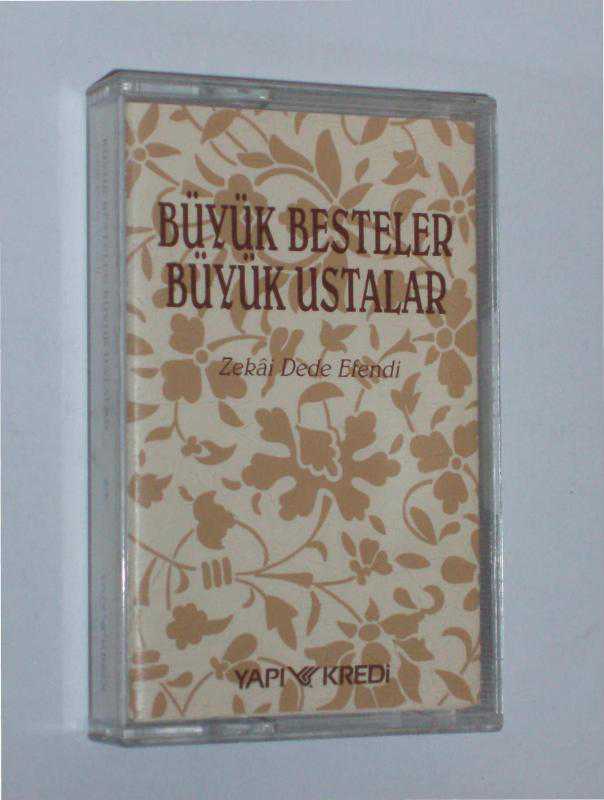 BÜYÜK BESTELER
BÜYÜK USTALAR
Zekâi Dede Efendi
YAPI KREDİ